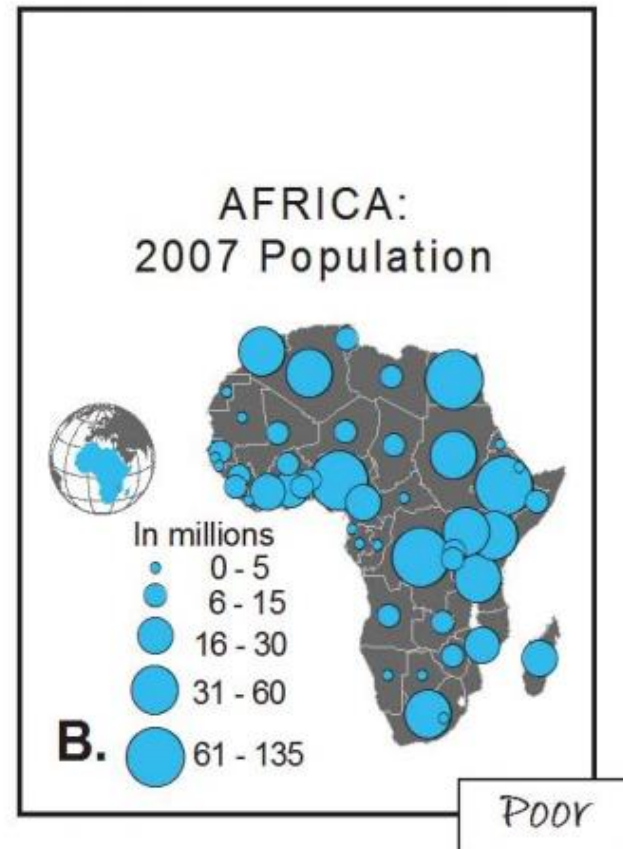 AFRICA:
2007 Population
In millions
0 - 5
6 - 15
16 - 30
31 - 60
61 - 135
B.
Poor